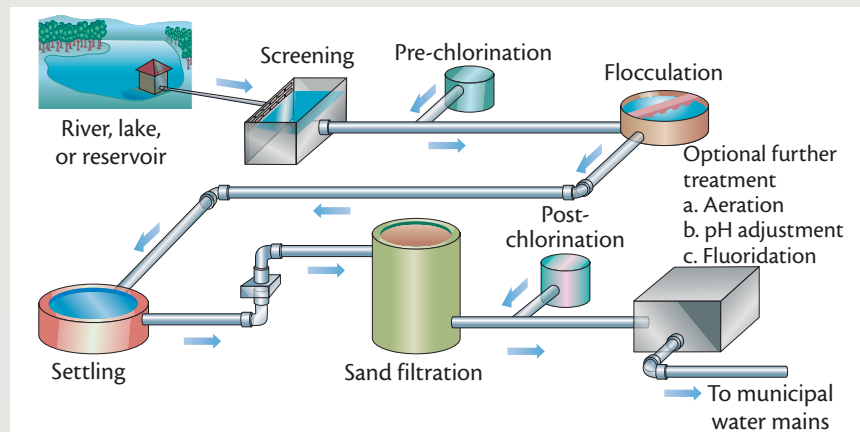 Screening
Pre-chlorination
Flocculation
River, lake,
or reservoir
Optional further
treatment
a. Aeration
b. pH adjustment
c. Fluoridation
Post-
chlorination
Settling
Sand filtration
To municipal
water mains